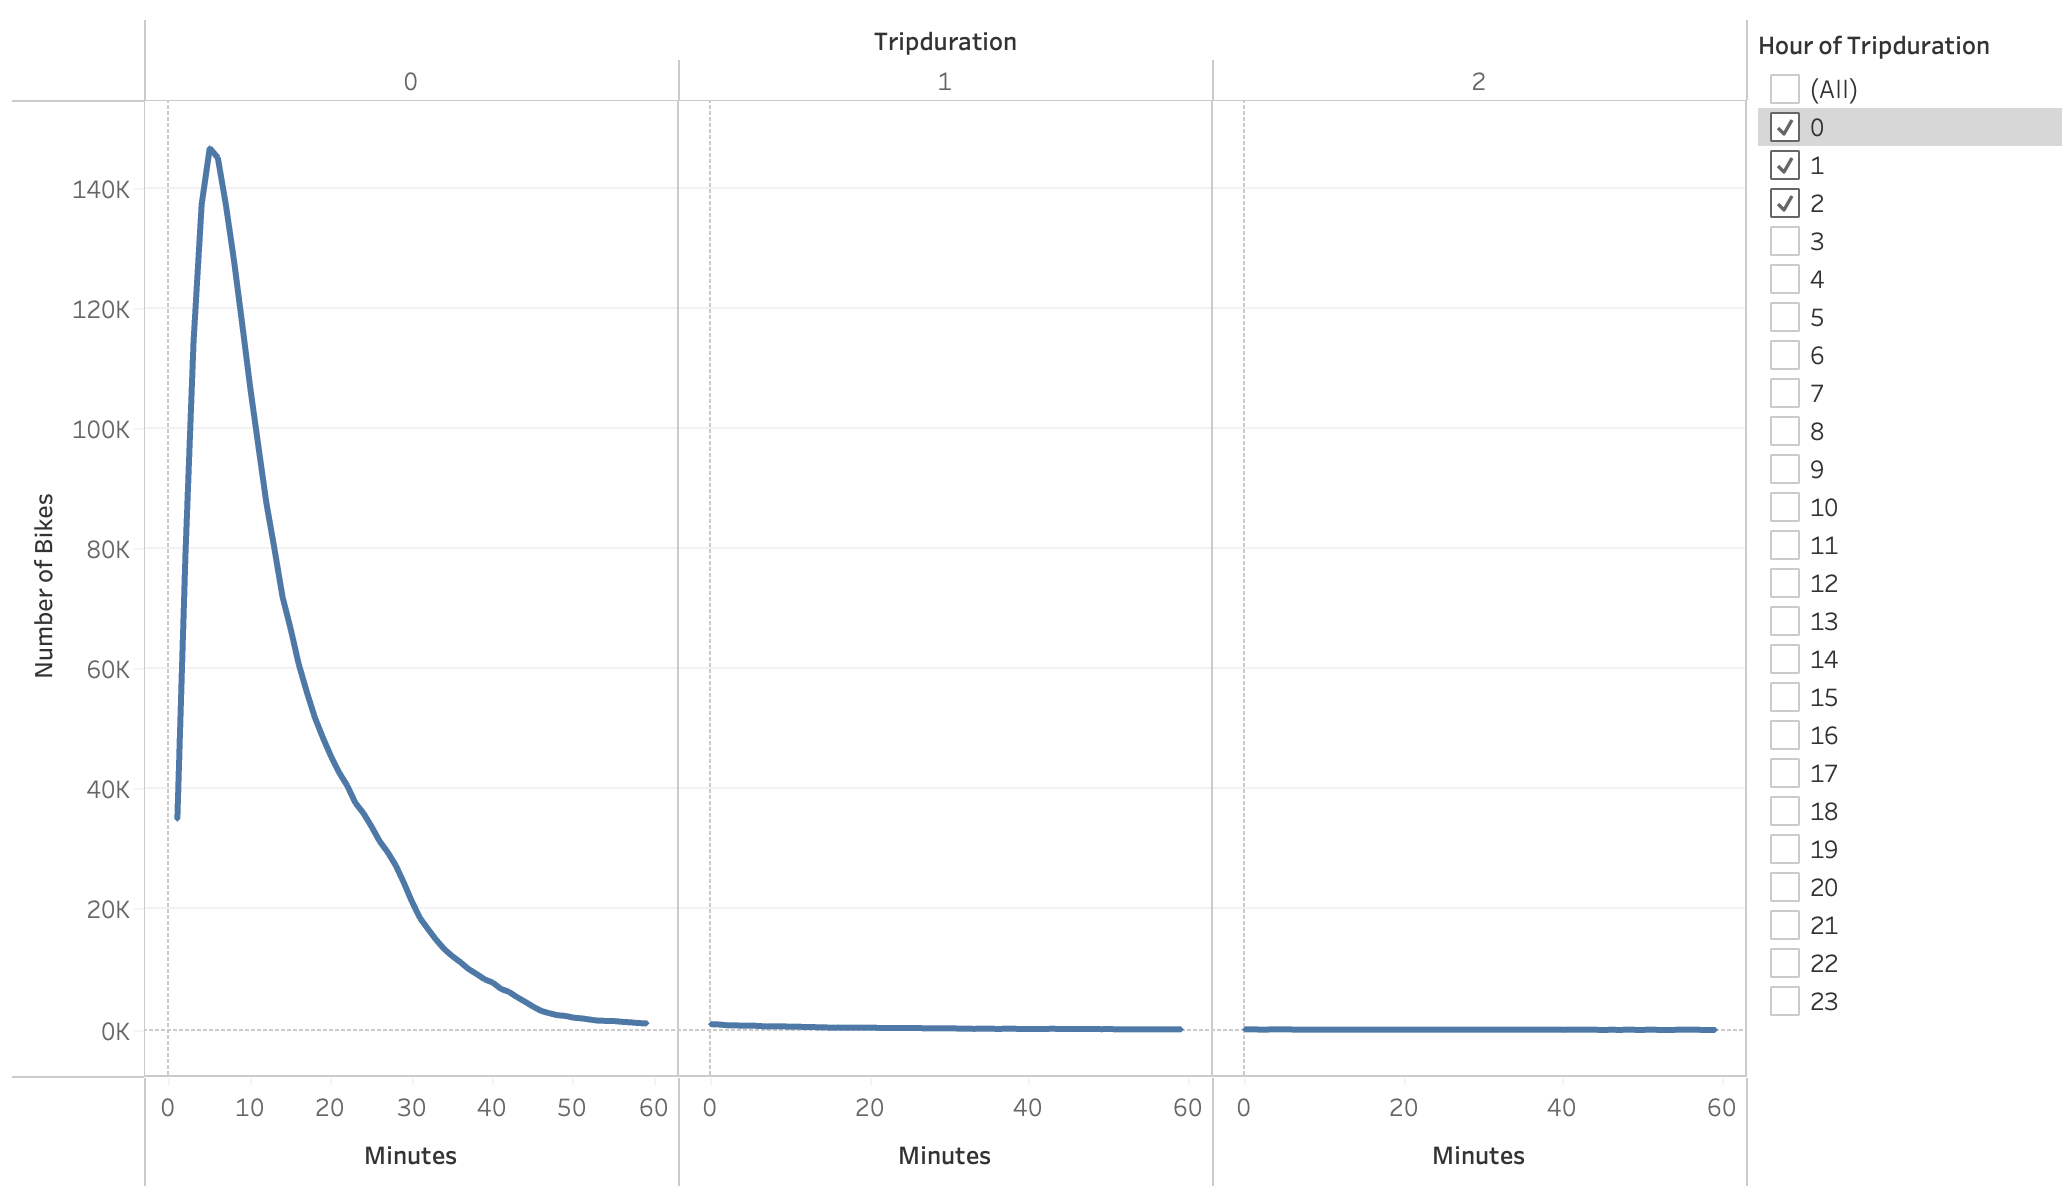 Tripduration
0 1 2
140K
120K
100K
80K
60K
40K
20K
0K
Number of Bikes
0 10 20 30 40 50 60 0 20 40 60 0 20 40 60
Minutes Minutes Minutes
Hour of Tripduration
(All)
0
1
2
3
4
5
6
7
8
9
10
11
12
13
14
15
16
17
18
19
20
21
22
23